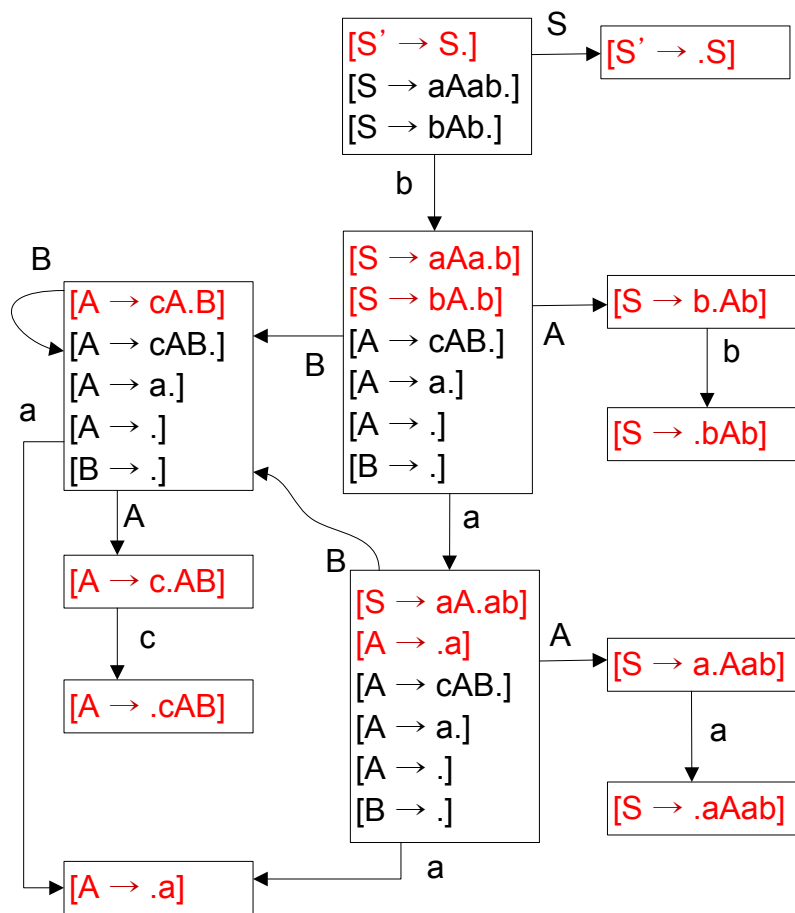 S
[S’ → S.]
[S → aAab.]
[S → bAb.]
[S’ → .S]
b
[S → aAa.b]
[S → bA.b]
[A → cAB.]
[A → a.]
[A → .]
[B → .]
B
[A → cA.B]
[A → cAB.]
[A → a.]
[A → .]
[B → .]
B
A
[S → b.Ab]
b
[S → .bAb]
a
A
[A → c.AB]
c
[A → .cAB]
a
B
[S → aA.ab]
[A → .a]
[A → cAB.]
[A → a.]
[A → .]
[B → .]
A
[S → a.Aab]
a
[S → .aAab]
a
[A → .a]